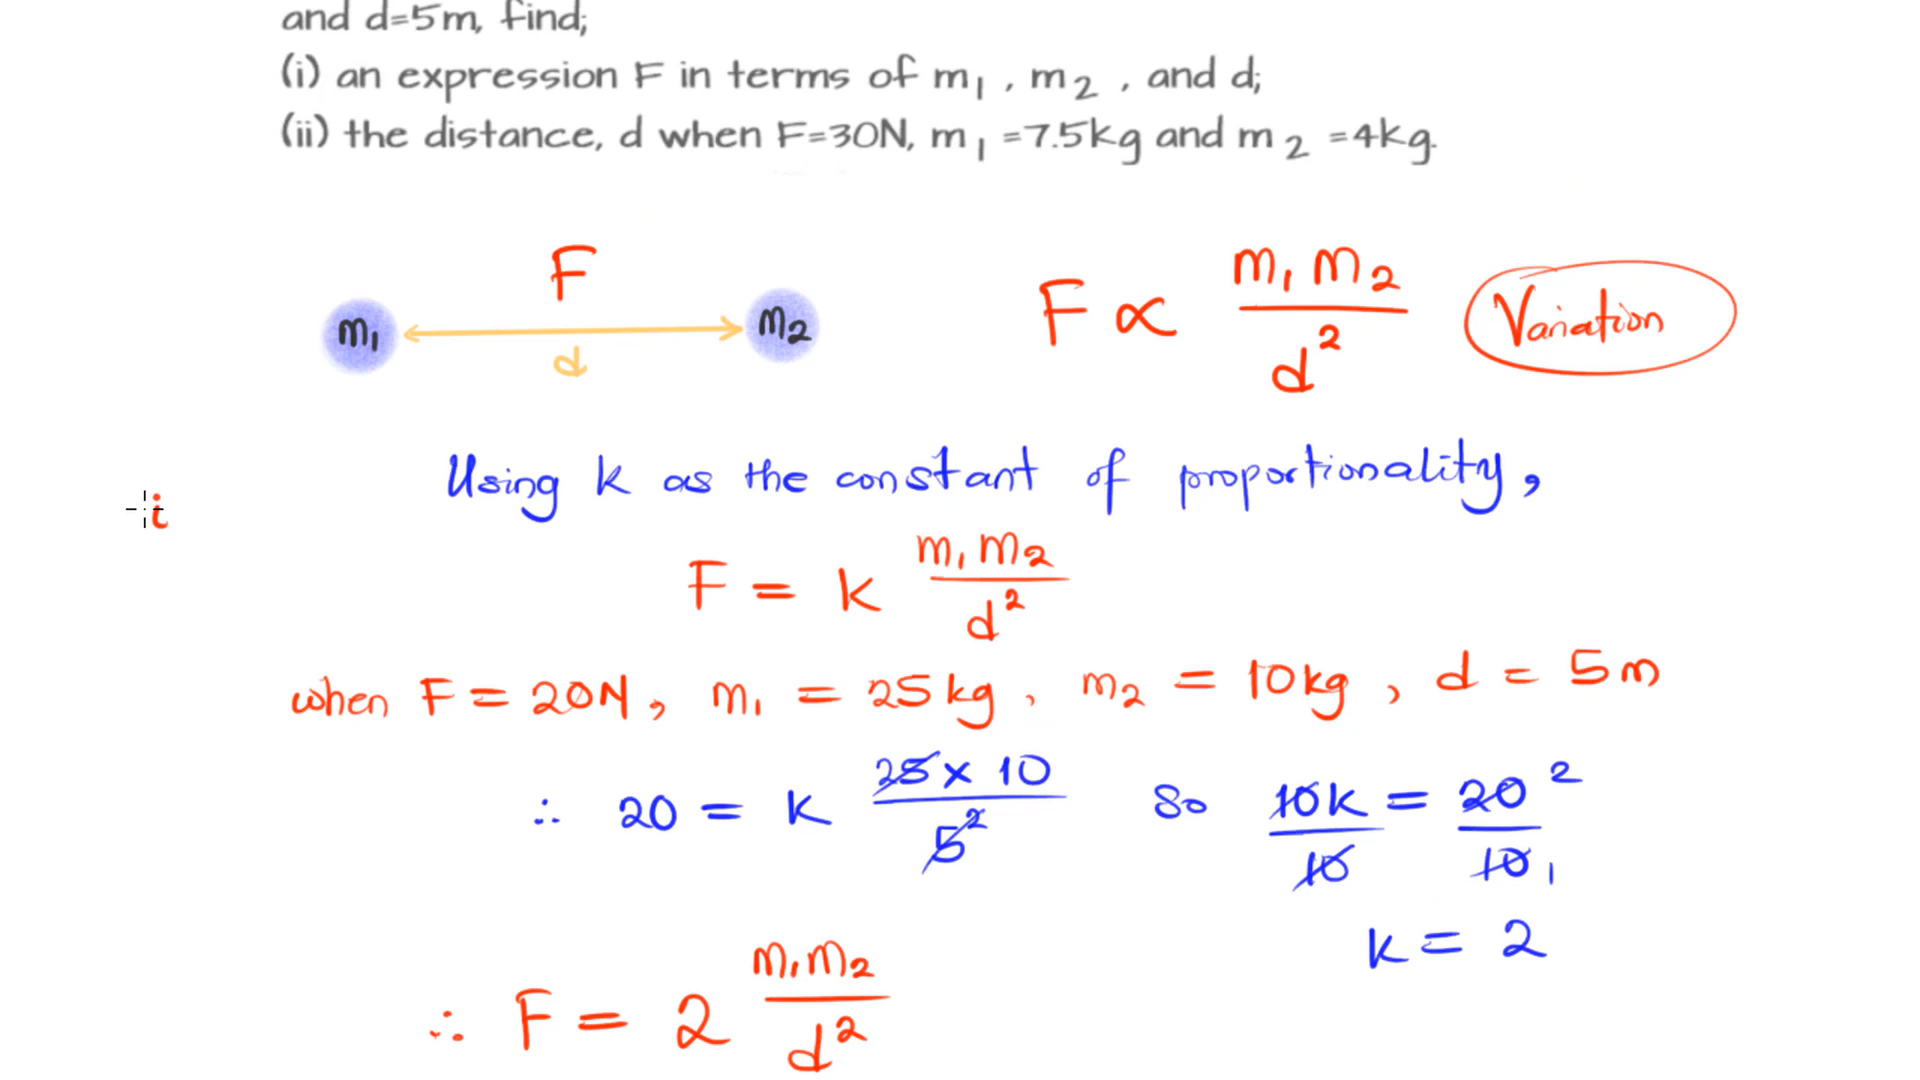 and d=5m, find;
(i) an expression F in terms of m₁, m₂, and d;
(ii) the distance, d when F=30N, m₁ =7.5kg and m₂ =4kg.
F
m₁ m₂
d
F ∝ m₁ m₂ / d² Variation
i
Using k as the constant of proportionality,
F = k m₁ m₂ / d²
when F = 20N, m₁ = 25kg, m₂ = 10kg, d = 5m
∴ 20 = k 25 x 10 / 5² So 10k / 10 = 20 2 / 10 1
k = 2
∴ F = 2 m₁m₂ / d²